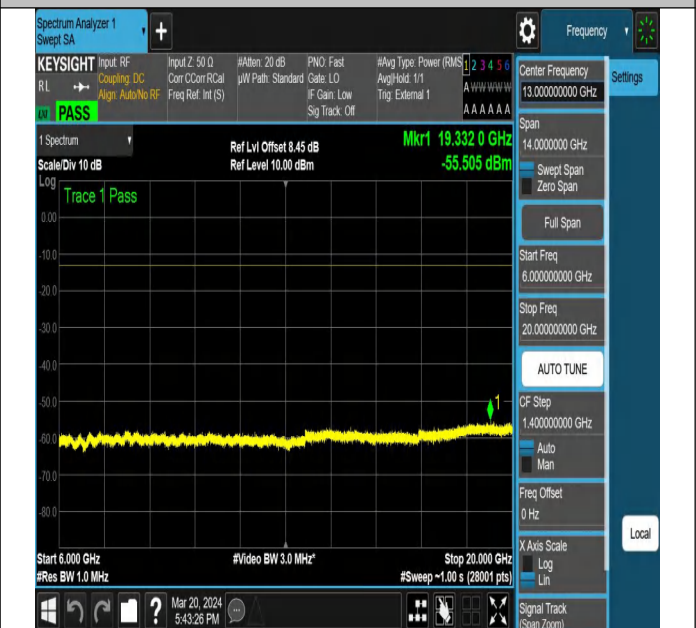 Spectrum Analyzer 1
Swept SA
+
Frequency
KEYSIGHT
RL
PASS
Input: RF
Coupling: DC
Align: Auto/No RF
Input Z: 50 Ω
Corr CCorr RCal
Freq Ref: Int (S)
#Atten: 20 dB
µW Path: Standard
PNO: Fast
Gate: LO
IF Gain: Low
Sig Track: Off
#Avg Type: Power (RMS
Avg|Hold: 1/1
Trig: External 1
1 2 3 4 5 6
A W W W W W
A A A A A A
1 Spectrum
Scale/Div 10 dB
Ref Lvl Offset 8.45 dB
Ref Level 10.00 dBm
Mkr1 19.332 0 GHz
-55.505 dBm
Log
Trace 1 Pass
0.00
-10.0
-20.0
-30.0
-40.0
-50.0
-60.0
-70.0
-80.0
1
Start 6.000 GHz
#Res BW 1.0 MHz
#Video BW 3.0 MHz*
Stop 20.000 GHz
#Sweep ~1.00 s (28001 pts)
?
Mar 20, 2024
5:43:26 PM
Center Frequency
13.000000000 GHz
Settings
Span
14.0000000 GHz
Swept Span
Zero Span
Full Span
Start Freq
6.000000000 GHz
Stop Freq
20.000000000 GHz
AUTO TUNE
CF Step
1.400000000 GHz
Auto
Man
Freq Offset
0 Hz
Local
X Axis Scale
Log
Lin
Signal Track
(Span Zoom)